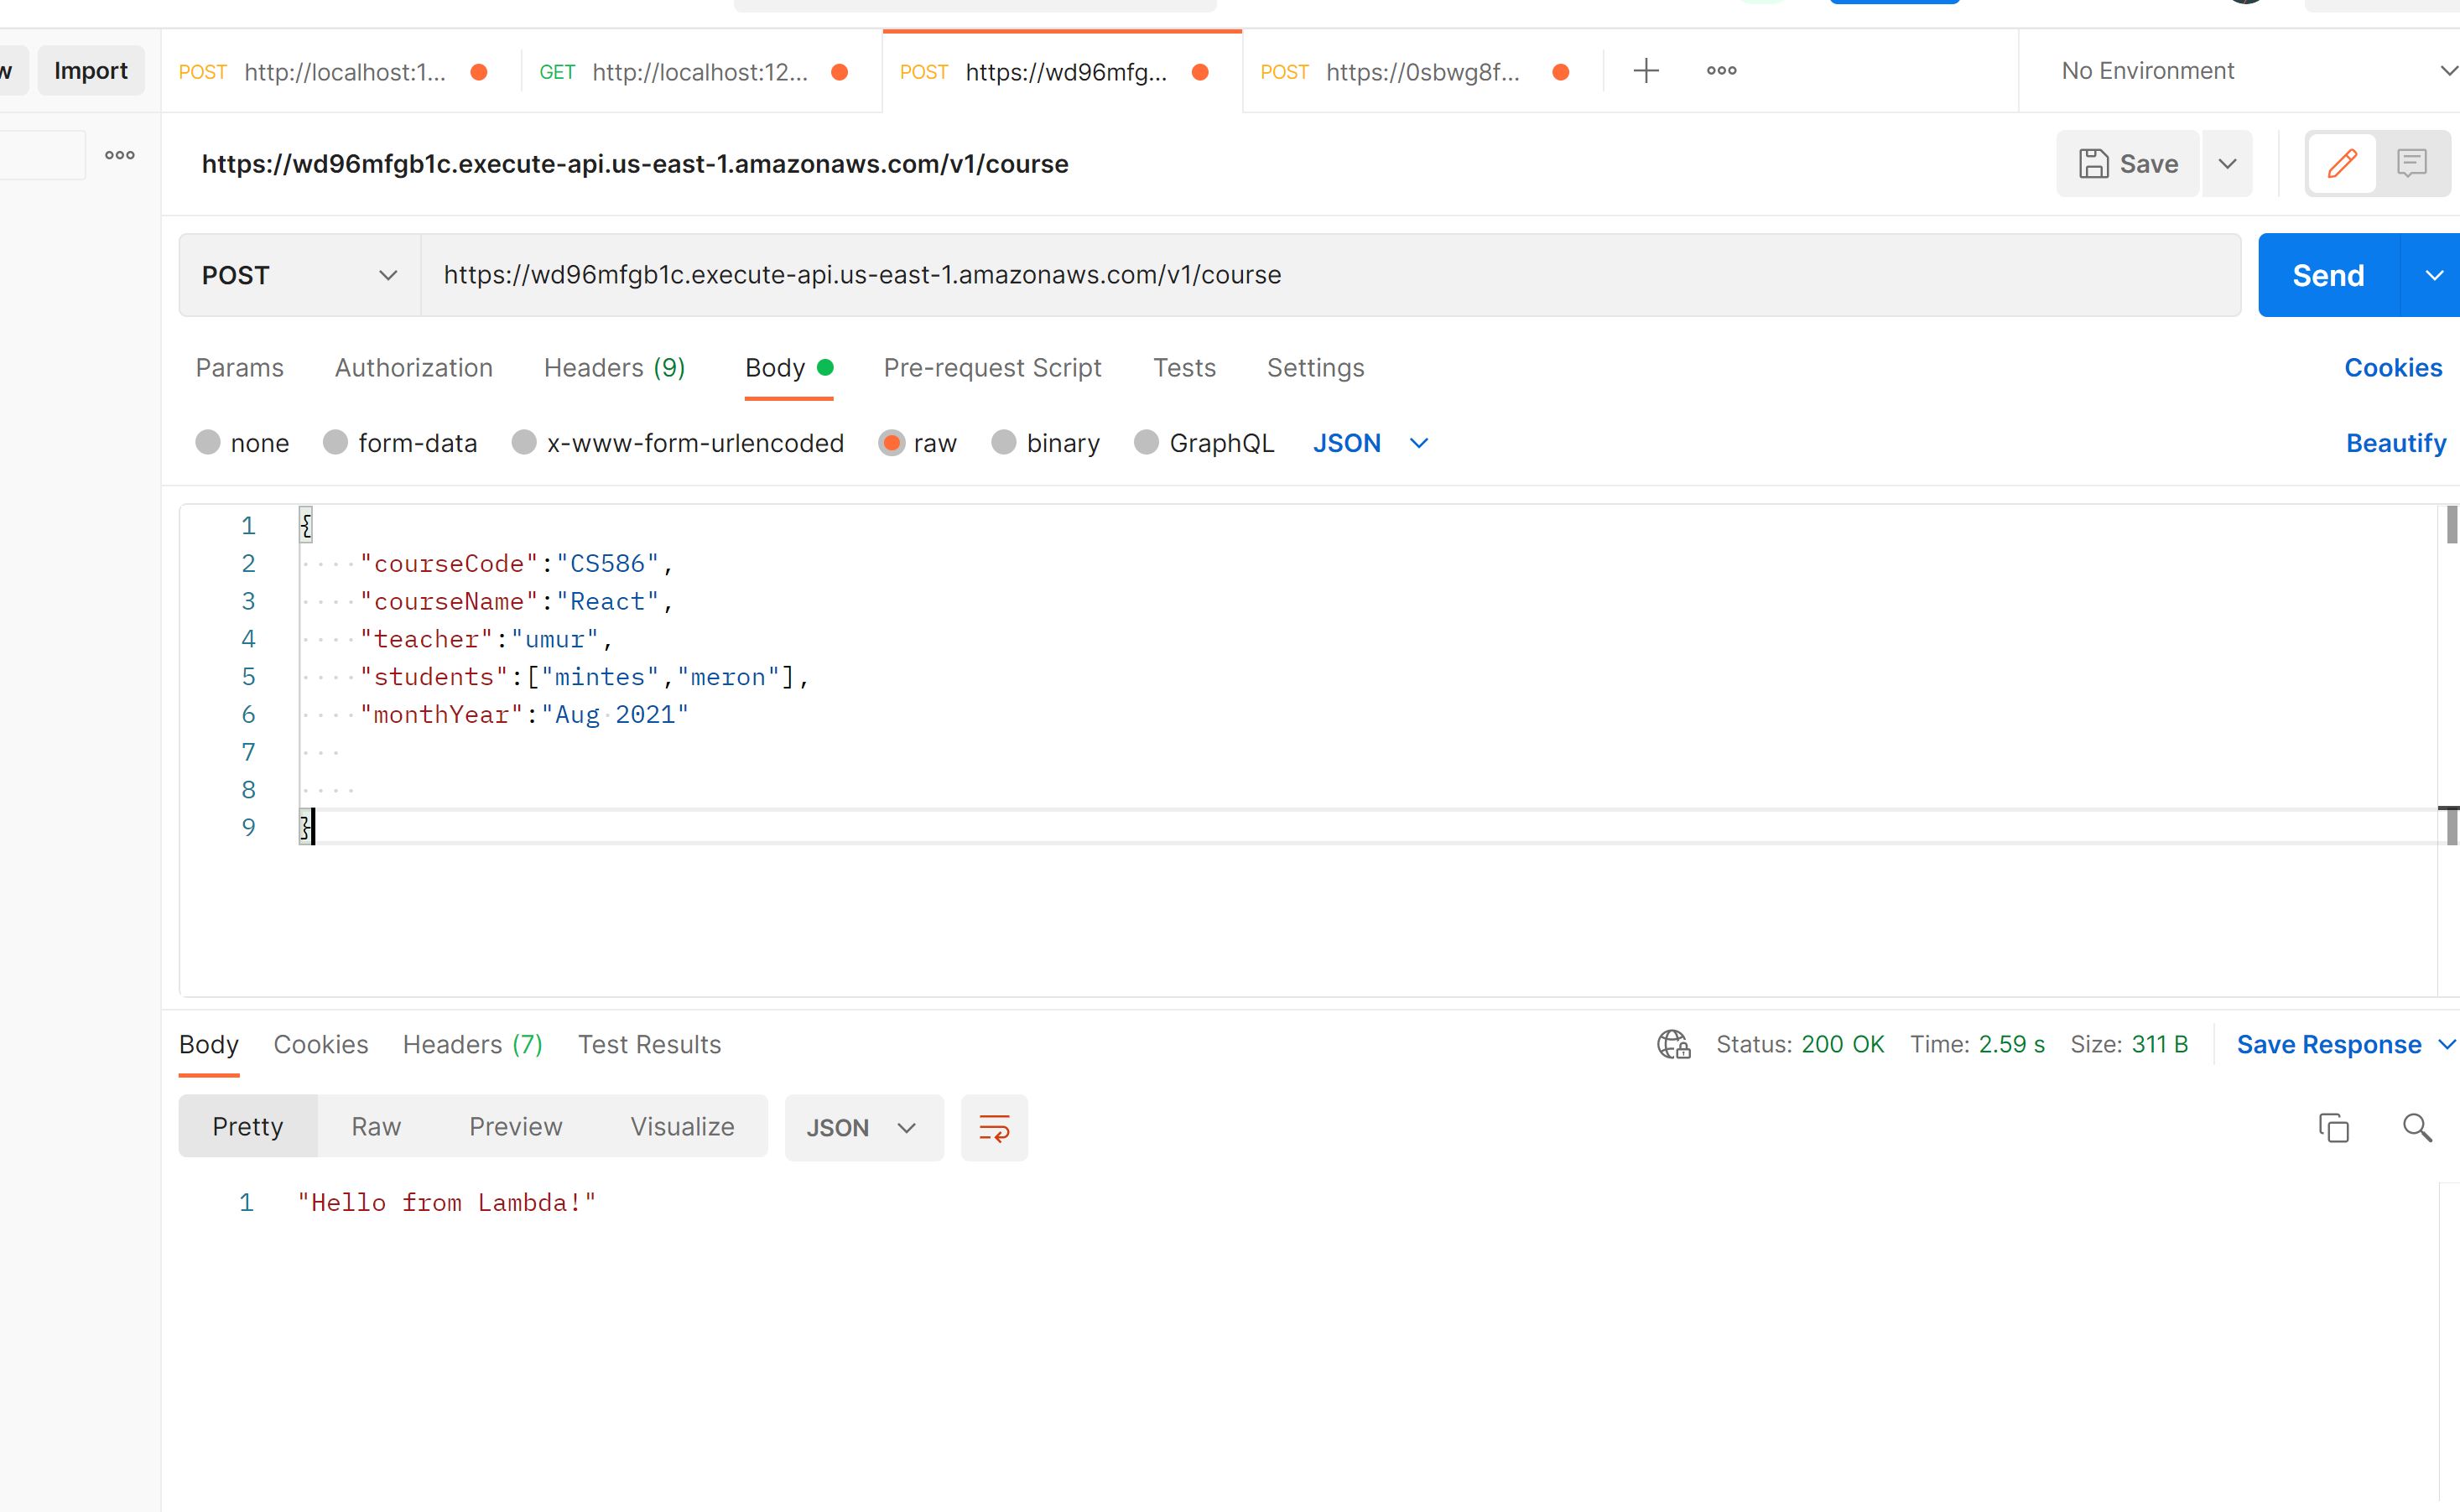 w Import POST http://localhost:1... GET http://localhost:12... POST https://wd96mfg... POST https://0sbwg8f... No Environment
https://wd96mfgb1c.execute-api.us-east-1.amazonaws.com/v1/course Save
POST https://wd96mfgb1c.execute-api.us-east-1.amazonaws.com/v1/course Send
Params Authorization Headers (9) Body Pre-request Script Tests Settings Cookies
none form-data x-www-form-urlencoded raw binary GraphQL JSON Beautify
1 {
2 "courseCode":"CS586",
3 "courseName":"React",
4 "teacher":"umur",
5 "students":["mintes","meron"],
6 "monthYear":"Aug 2021"
7
8
9 }
Body Cookies Headers (7) Test Results Status: 200 OK Time: 2.59 s Size: 311 B Save Response
Pretty Raw Preview Visualize JSON
1 "Hello from Lambda!"